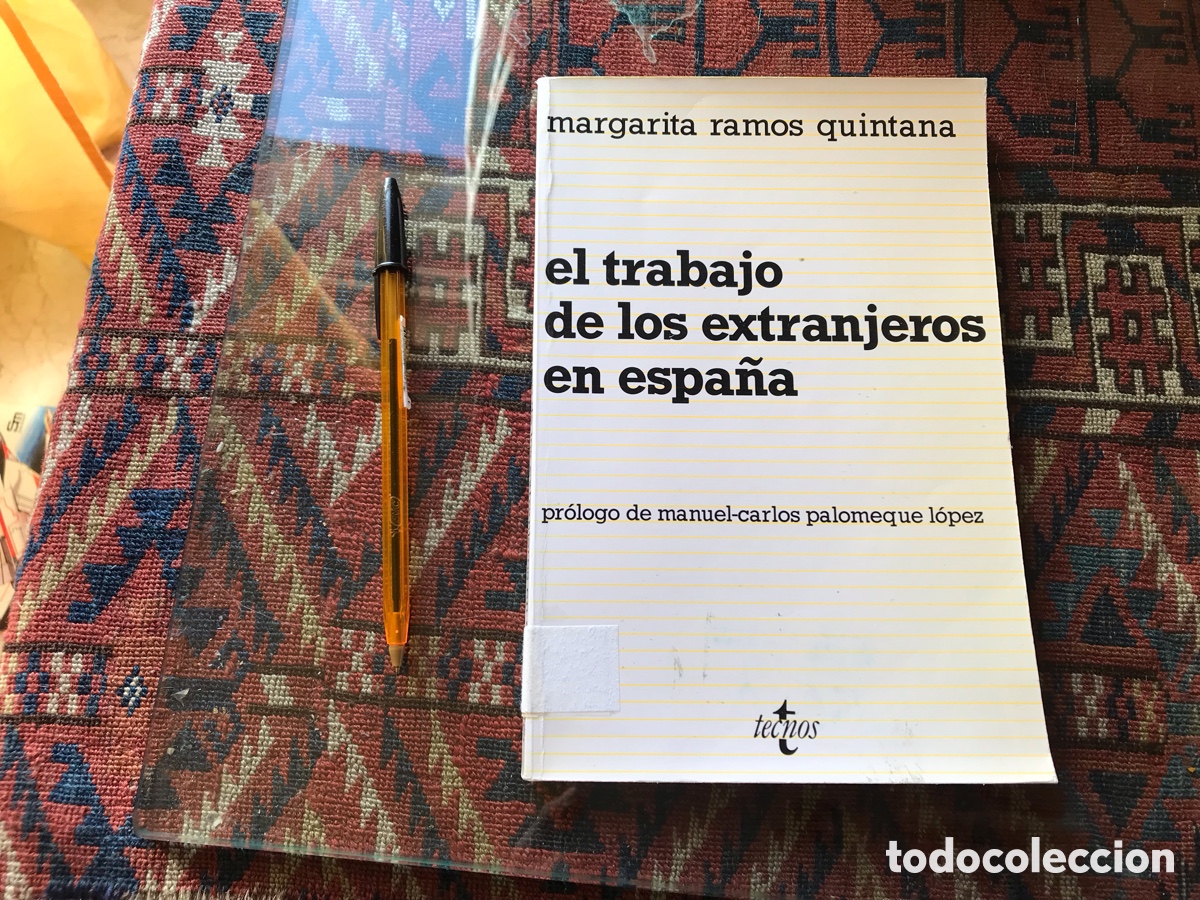 margarita ramos quintana
el trabajo
de los extranjeros
en españa
prólogo de manuel-carlos palomeque lópez
tecnos
todocoleccion